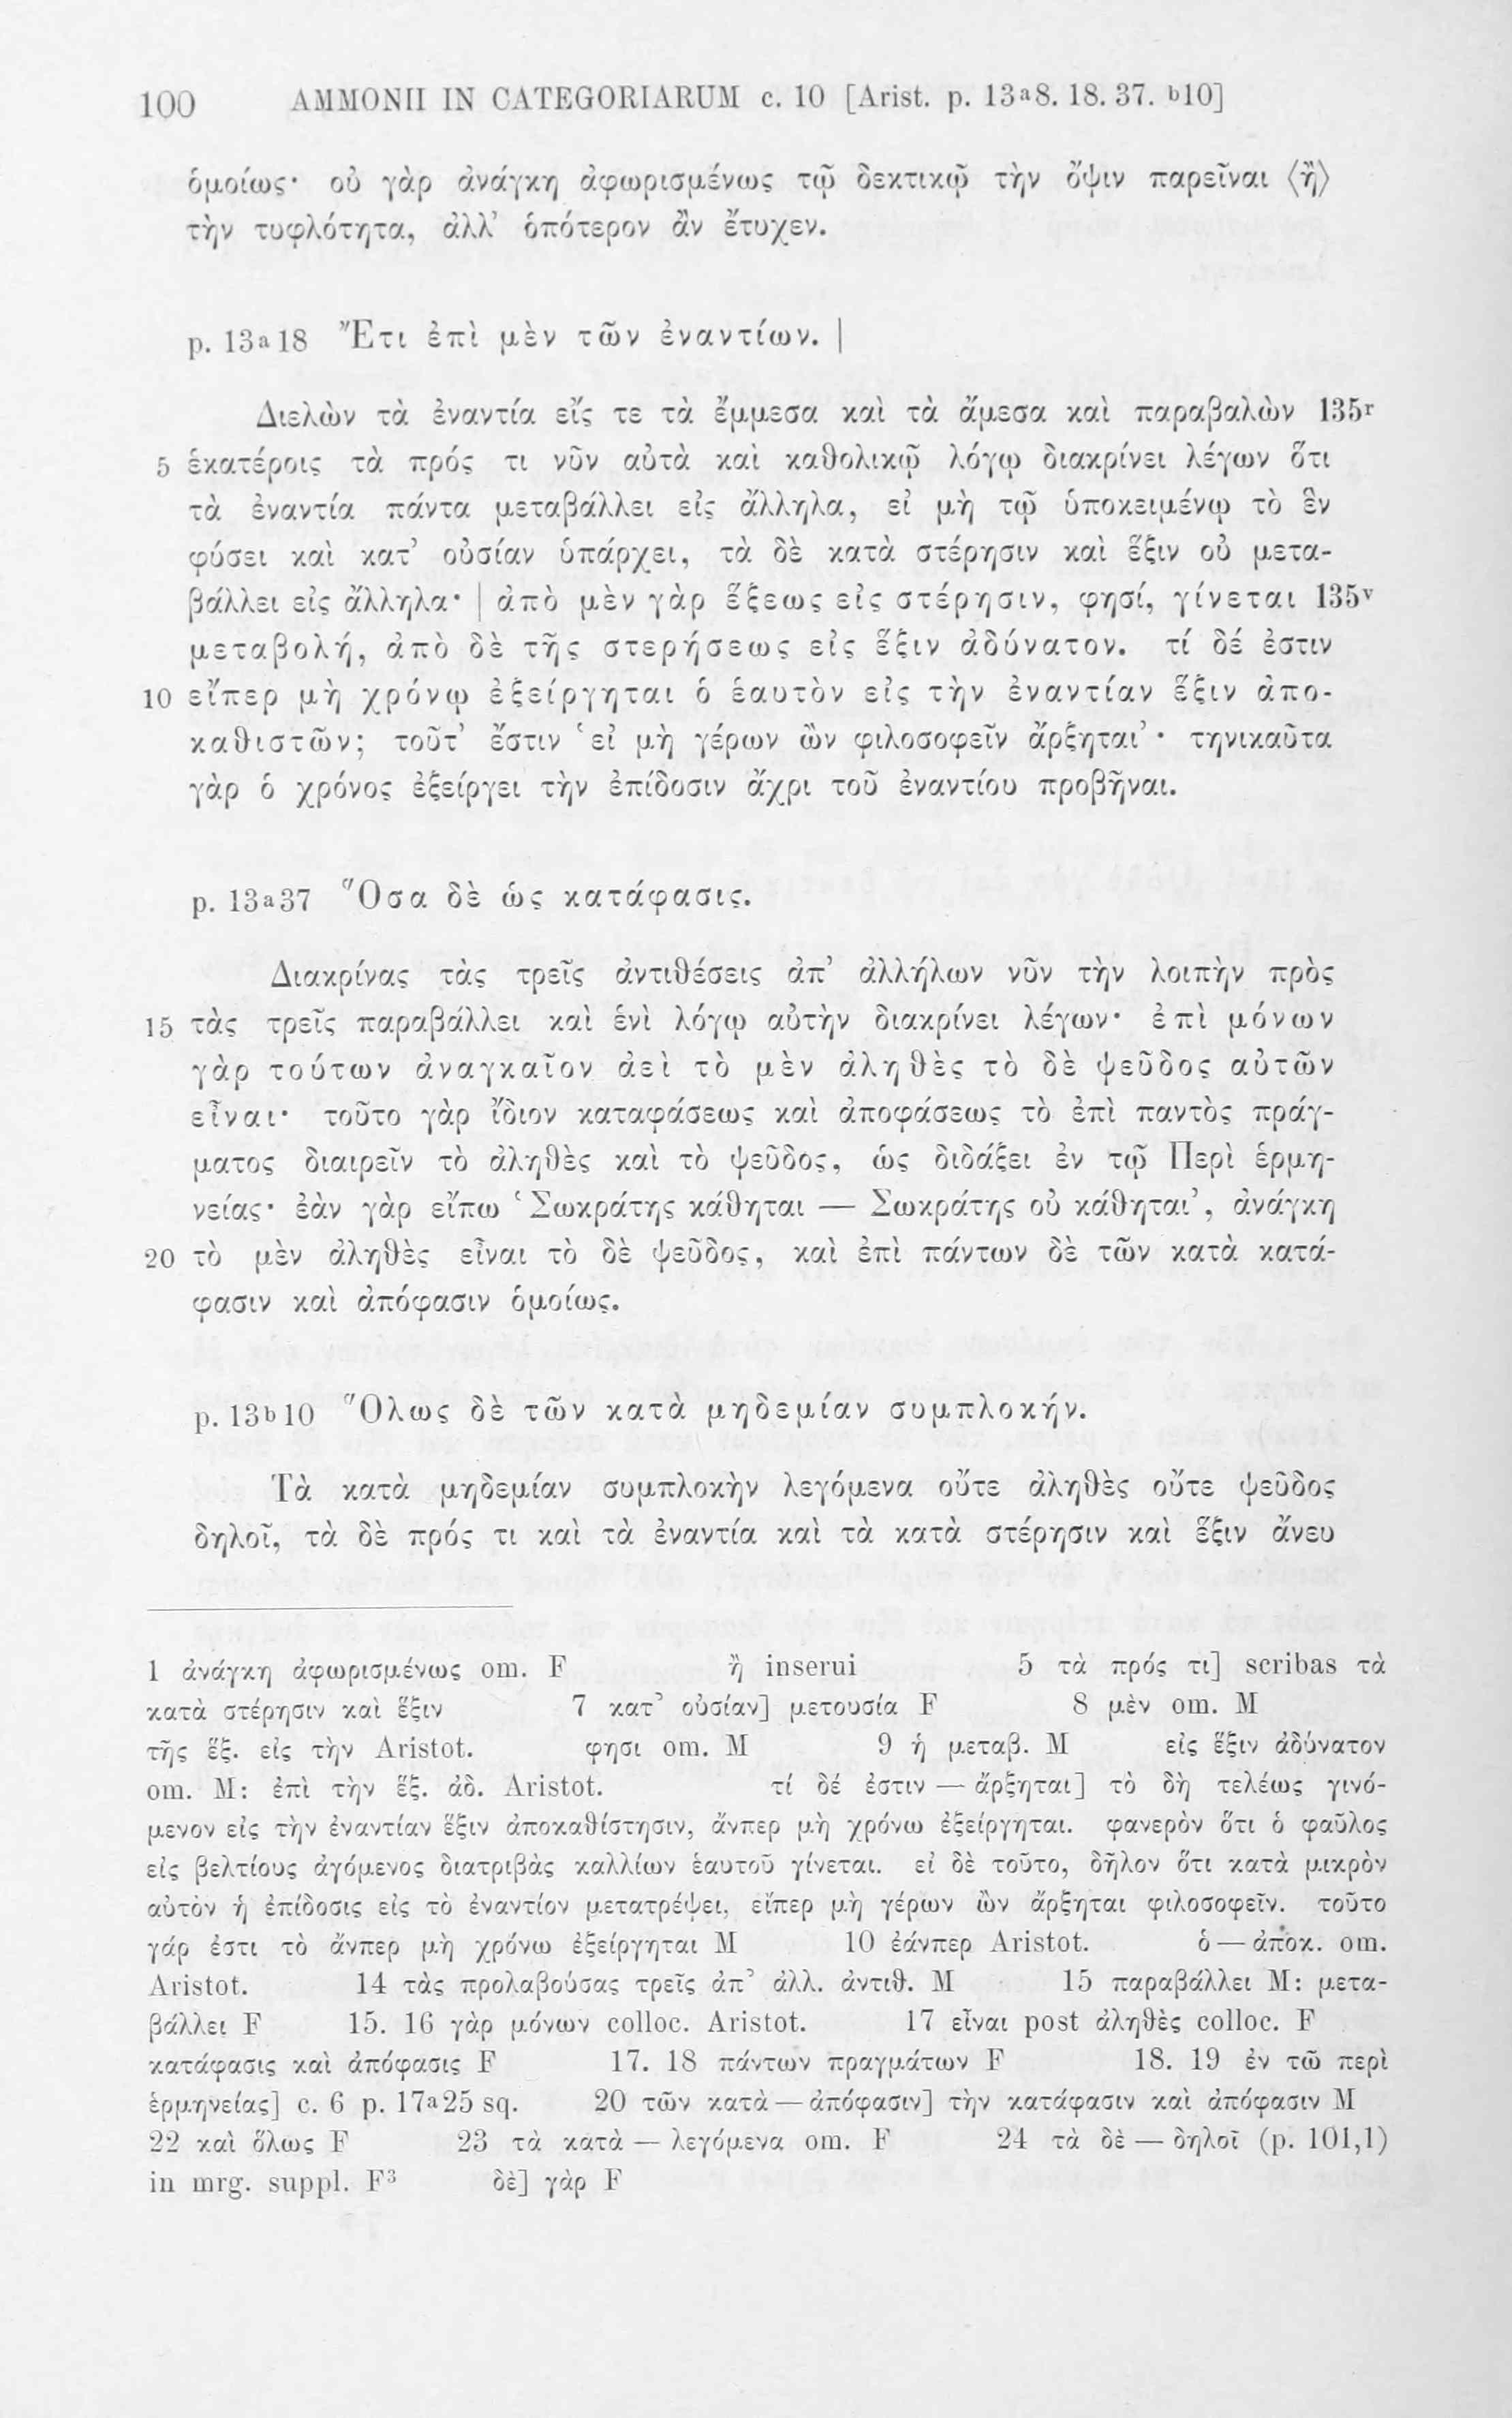 100 AMMONII IN CATEGORIARUM c. 10 [Arist. p. 13a8. 18. 37. b10]
ὁμοίως· οὐ γὰρ ἀνάγκη ἀφωρισμένως τῷ δεκτικῷ τὴν ὄψιν παρεῖναι ⟨ἢ⟩
τὴν τυφλότητα, ἀλλ’ ὁπότερον ἂν ἔτυχεν.
p. 13a18 Ἔτι ἐπὶ μὲν τῶν ἐναντίων. |
Διελὼν τὰ ἐναντία εἴς τε τὰ ἔμμεσα καὶ τὰ ἄμεσα καὶ παραβαλὼν 135r
5 ἑκατέροις τὰ πρός τι νῦν αὐτὰ καὶ καθολικῷ λόγῳ διακρίνει λέγων ὅτι
τὰ ἐναντία πάντα μεταβάλλει εἰς ἄλληλα, εἰ μὴ τῷ ὑποκειμένῳ τὸ ἓν
φύσει καὶ κατ’ οὐσίαν ὑπάρχει, τὰ δὲ κατὰ στέρησιν καὶ ἕξιν οὐ μετα-
βάλλει εἰς ἄλληλα· | ἀπὸ μὲν γὰρ ἕξεως εἰς στέρησιν, φησί, γίνεται 135v
μεταβολή, ἀπὸ δὲ τῆς στερήσεως εἰς ἕξιν ἀδύνατον. τί δέ ἐστιν
10 εἴπερ μὴ χρόνῳ ἐξείργηται ὁ ἑαυτὸν εἰς τὴν ἐναντίαν ἕξιν ἀπο-
καθιστῶν; τοῦτ’ ἔστιν ‘εἰ μὴ γέρων ὢν φιλοσοφεῖν ἄρξηται’· τηνικαῦτα
γὰρ ὁ χρόνος ἐξείργει τὴν ἐπίδοσιν ἄχρι τοῦ ἐναντίου προβῆναι.
p. 13a37 Ὅσα δὲ ὡς κατάφασις.
Διακρίνας τὰς τρεῖς ἀντιθέσεις ἀπ’ ἀλλήλων νῦν τὴν λοιπὴν πρὸς
15 τὰς τρεῖς παραβάλλει καὶ ἑνὶ λόγῳ αὐτὴν διακρίνει λέγων· ἐπὶ μόνων
γὰρ τούτων ἀναγκαῖον ἀεὶ τὸ μὲν ἀληθὲς τὸ δὲ ψεῦδος αὐτῶν
εἶναι· τοῦτο γὰρ ἴδιον καταφάσεως καὶ ἀποφάσεως τὸ ἐπὶ παντὸς πράγ-
ματος διαιρεῖν τὸ ἀληθὲς καὶ τὸ ψεῦδος, ὡς διδάξει ἐν τῷ Περὶ ἑρμη-
νείας· ἐὰν γὰρ εἴπω ‘Σωκράτης κάθηται — Σωκράτης οὐ κάθηται’, ἀνάγκη
20 τὸ μὲν ἀληθὲς εἶναι τὸ δὲ ψεῦδος, καὶ ἐπὶ πάντων δὲ τῶν κατὰ κατά-
φασιν καὶ ἀπόφασιν ὁμοίως.
p. 13b10 Ὅλως δὲ τῶν κατὰ μηδεμίαν συμπλοκήν.
Τὰ κατὰ μηδεμίαν συμπλοκὴν λεγόμενα οὔτε ἀληθὲς οὔτε ψεῦδος
δηλοῖ, τὰ δὲ πρός τι καὶ τὰ ἐναντία καὶ τὰ κατὰ στέρησιν καὶ ἕξιν ἄνευ
1 ἀνάγκη ἀφωρισμένως om. F ἢ inserui 5 τὰ πρός τι] scribas τὰ
κατὰ στέρησιν καὶ ἕξιν 7 κατ’ οὐσίαν] μετουσία F 8 μὲν om. M
τῆς ἕξ. εἰς τὴν Aristot. φησι om. M 9 ἡ μεταβ. M εἰς ἕξιν ἀδύνατον
om. M: ἐπὶ τὴν ἕξ. ἀδ. Aristot. τί δέ ἐστιν — ἄρξηται] τὸ δὴ τελέως γινό-
μενον εἰς τὴν ἐναντίαν ἕξιν ἀποκαθίστησιν, ἄνπερ μὴ χρόνω ἐξείργηται. φανερὸν ὅτι ὁ φαῦλος
εἰς βελτίους ἀγόμενος διατριβὰς καλλίων ἑαυτοῦ γίνεται. εἰ δὲ τοῦτο, δῆλον ὅτι κατὰ μικρὸν
αὐτὸν ἡ ἐπίδοσις εἰς τὸ ἐναντίον μετατρέψει, εἴπερ μὴ γέρων ὢν ἄρξηται φιλοσοφεῖν. τοῦτο
γάρ ἐστι τὸ ἄνπερ μὴ χρόνω ἐξείργηται M 10 ἐάνπερ Aristot. ὁ — ἀποκ. om.
Aristot. 14 τὰς προλαβούσας τρεῖς ἀπ’ ἀλλ. ἀντιθ. M 15 παραβάλλει M: μετα-
βάλλει F 15. 16 γὰρ μόνων colloc. Aristot. 17 εἶναι post ἀληθὲς colloc. F
κατάφασις καὶ ἀπόφασις F 17. 18 πάντων πραγμάτων F 18. 19 ἐν τῶ περὶ
ἑρμηνείας] c. 6 p. 17a25 sq. 20 τῶν κατὰ — ἀπόφασιν] τὴν κατάφασιν καὶ ἀπόφασιν M
22 καὶ ὅλως F 23 τὰ κατὰ — λεγόμενα om. F 24 τὰ δὲ — δηλοῖ (p. 101,1)
in mrg. suppl. F³ δὲ] γὰρ F